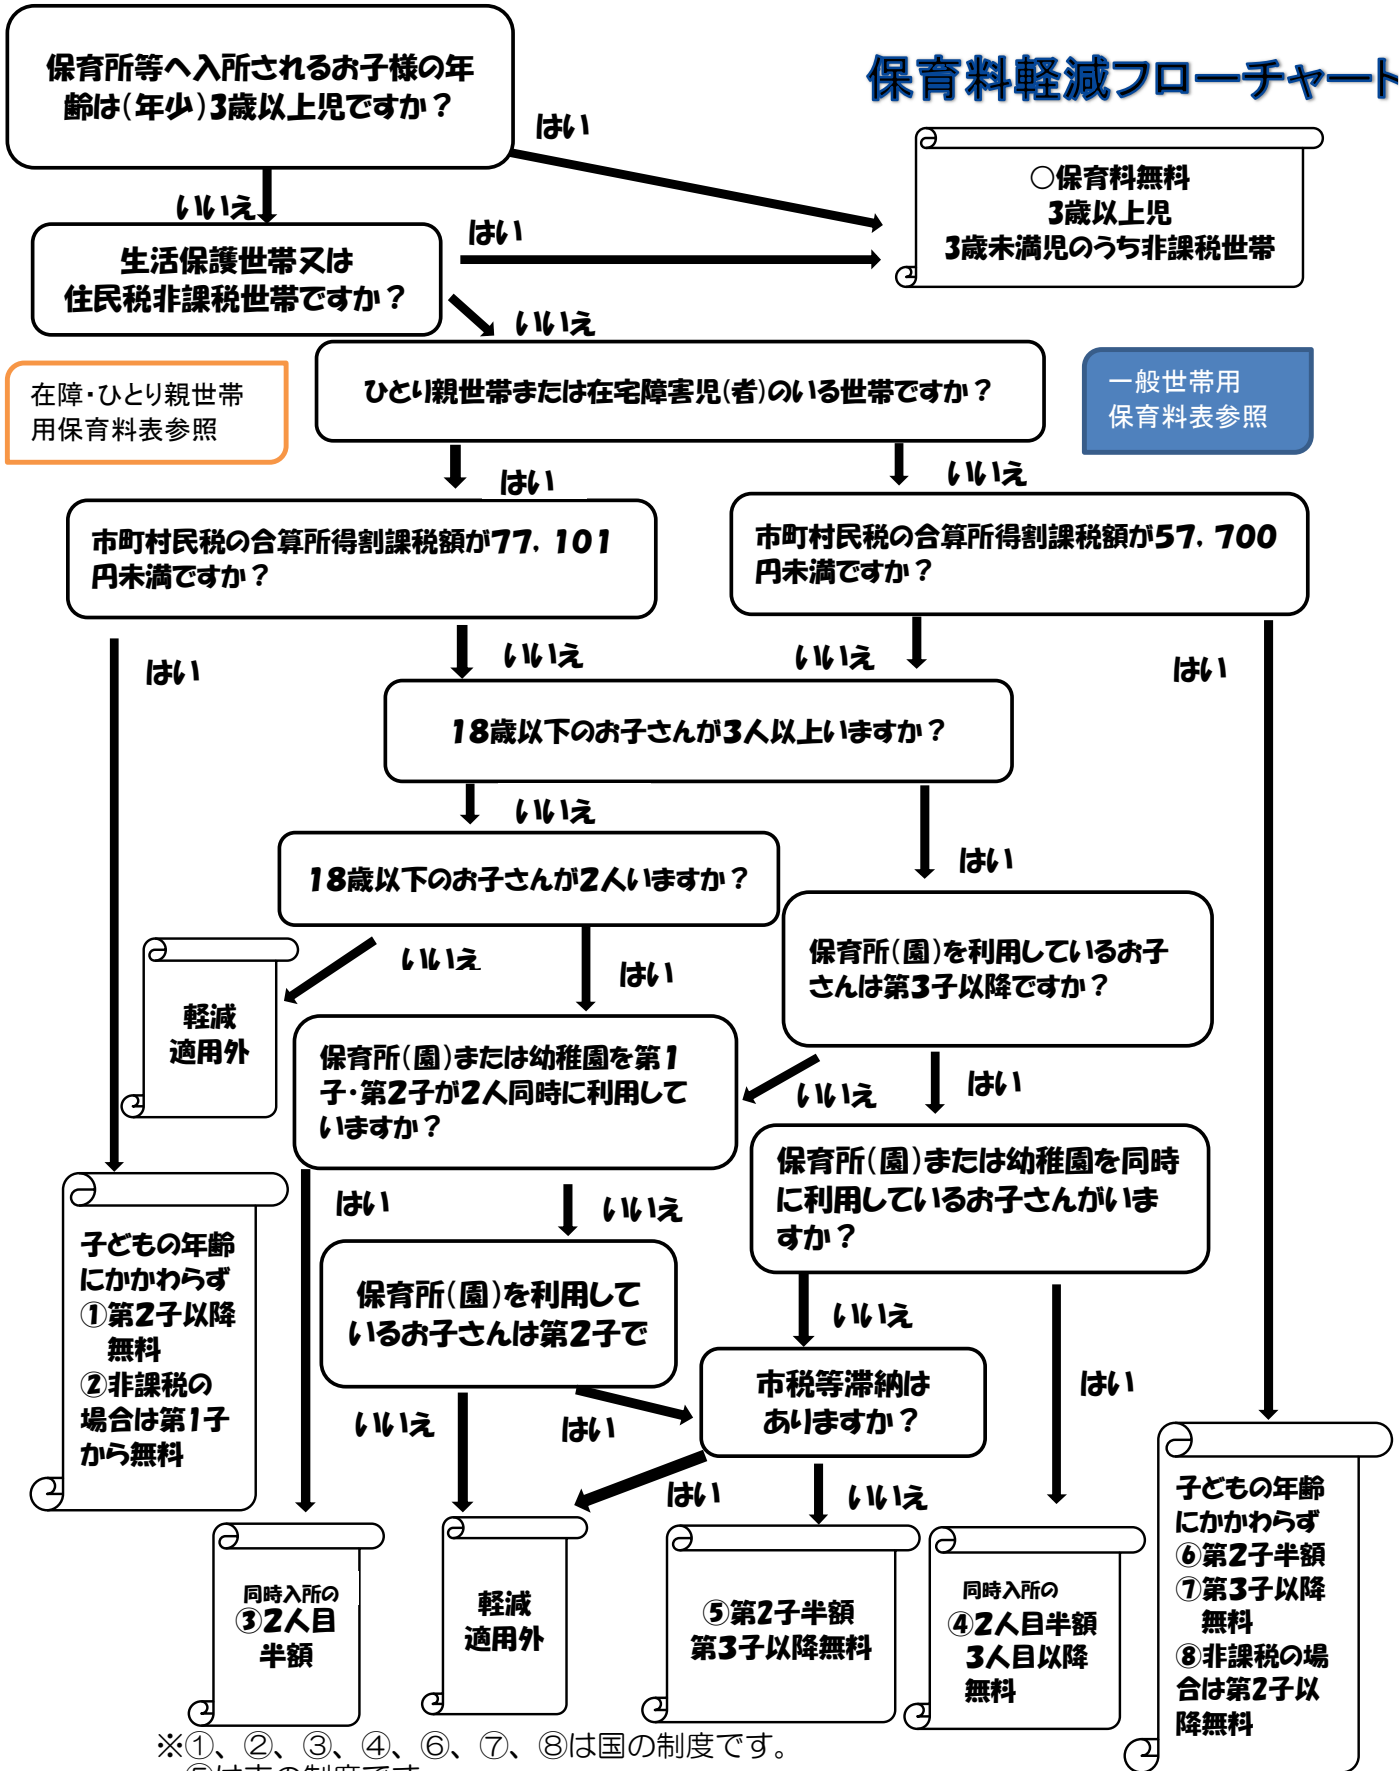 保育料軽減フローチャート
保育所等へ入所されるお子様の年
齢は(年少)3歳以上児ですか？
はい
いいえ
○保育料無料
3歳以上児
3歳未満児のうち非課税世帯
生活保護世帯又は
住民税非課税世帯ですか？
はい
いいえ
在障・ひとり親世帯
用保育料表参照
ひとり親世帯または在宅障害児(者)のいる世帯ですか？
一般世帯用
保育料表参照
はい
いいえ
市町村民税の合算所得割課税額が77，101
円未満ですか？
市町村民税の合算所得割課税額が57，700
円未満ですか？
はい
いいえ
いいえ
はい
18歳以下のお子さんが3人以上いますか？
いいえ
はい
18歳以下のお子さんが2人いますか？
いいえ
はい
保育所(園)を利用しているお子
さんは第3子以降ですか？
軽減
適用外
保育所(園)または幼稚園を第1
子・第2子が2人同時に利用して
いますか？
いいえ
はい
保育所(園)または幼稚園を同時
に利用しているお子さんがいま
すか？
はい
いいえ
子どもの年齢
にかかわらず
①第2子以降
無料
②非課税の
場合は第1子
から無料
保育所(園)を利用して
いるお子さんは第2子で
いいえ
はい
市税等滞納は
ありますか？
はい
いいえ
はい
いいえ
同時入所の
③2人目
半額
軽減
適用外
⑤第2子半額
第3子以降無料
同時入所の
④2人目半額
3人目以降
無料
子どもの年齢
にかかわらず
⑥第2子半額
⑦第3子以降
無料
⑧非課税の場
合は第2子以
降無料
※①、②、③、④、⑥、⑦、⑧は国の制度です。